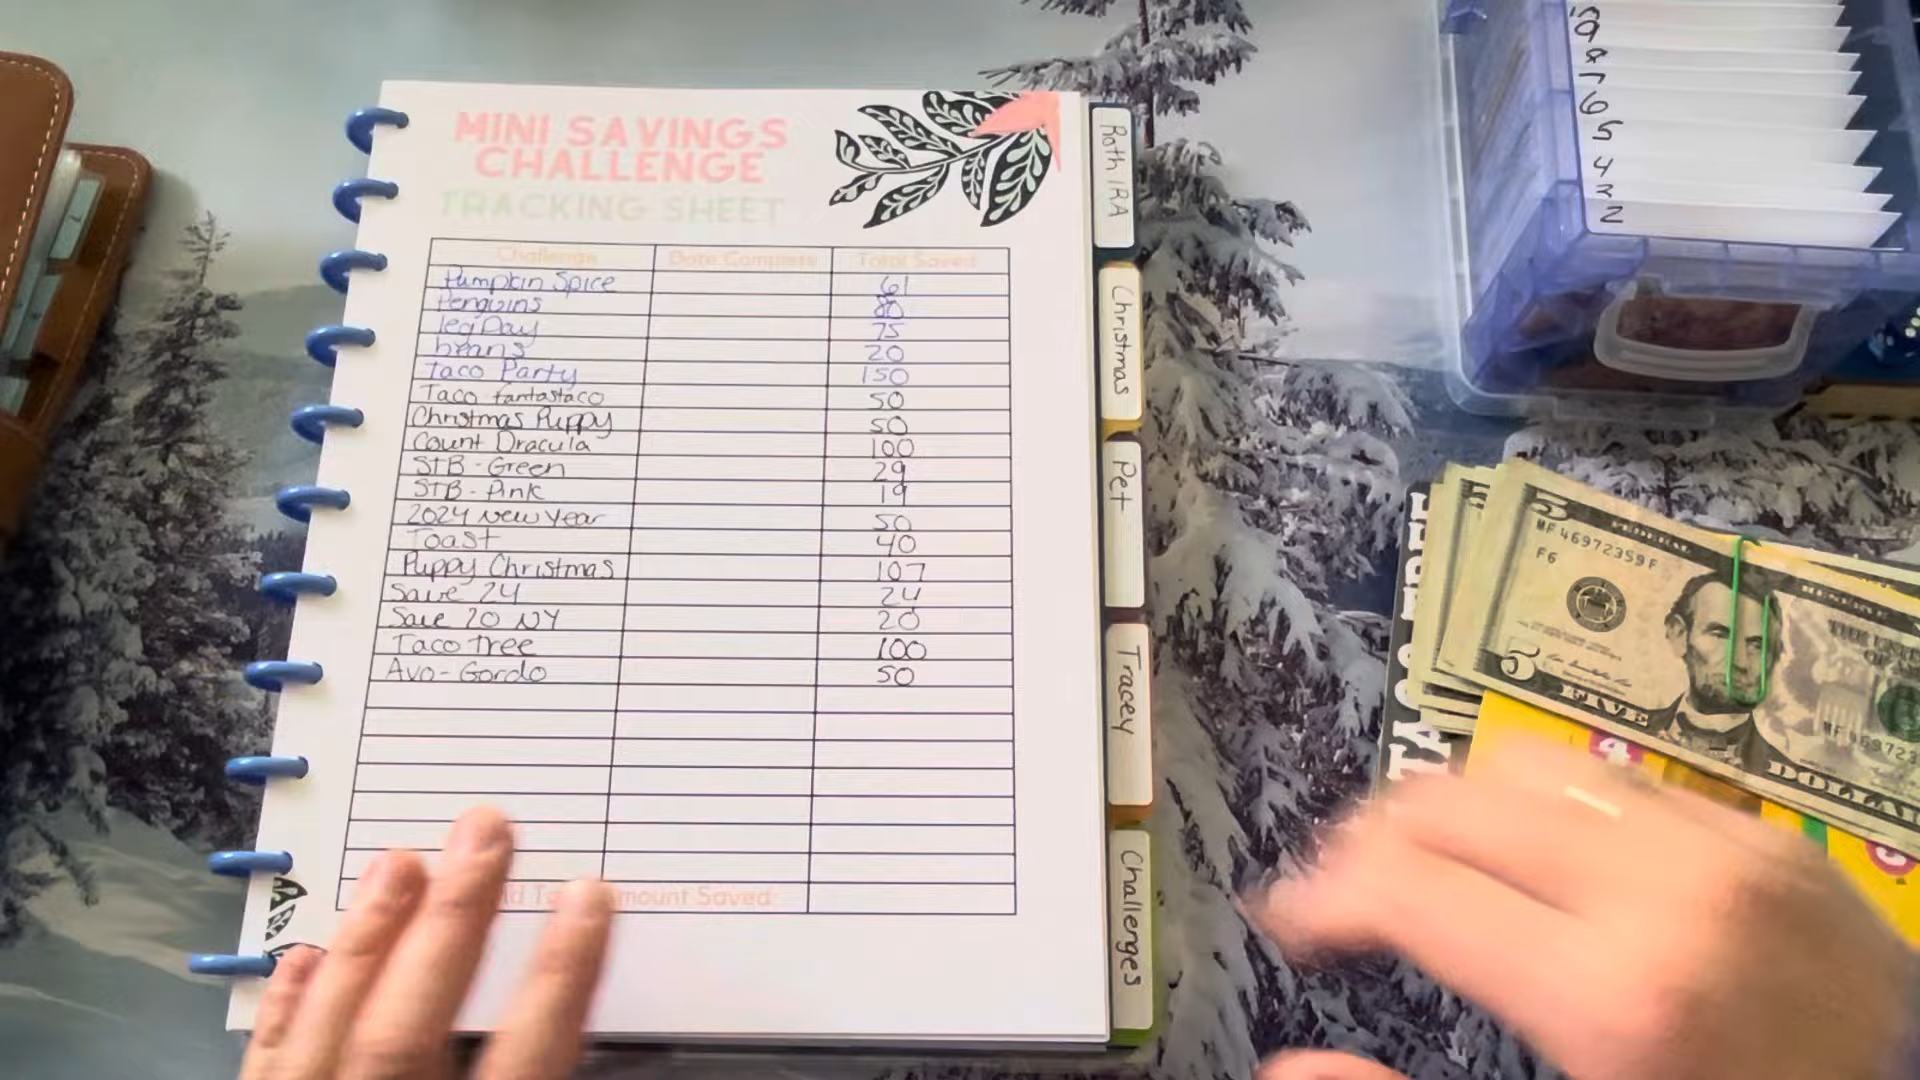 MINI SAVINGS
CHALLENGE
TRACKING SHEET
Challenge Date Complete Total Saved
Pumpkin Spice 61
Penguins 80
leg Day 75
beans 20
taco Party 150
Taco fantastaco 50
Christmas Puppy 50
Count Dracula 100
STB - Green 29
STB - Pink 19
2024 New Year 50
Toast 40
Puppy Christmas 107
Save 24 24
Save 20 NY 20
Taco Tree 100
Avo - Gordo 50
mount Saved:
Roth IRA
Christmas
Pet
Tracey
Challenges
9
8
7
6
5
4
3
2
5
MF 46972359 F
F6
5
FIVE
DOLLA
4